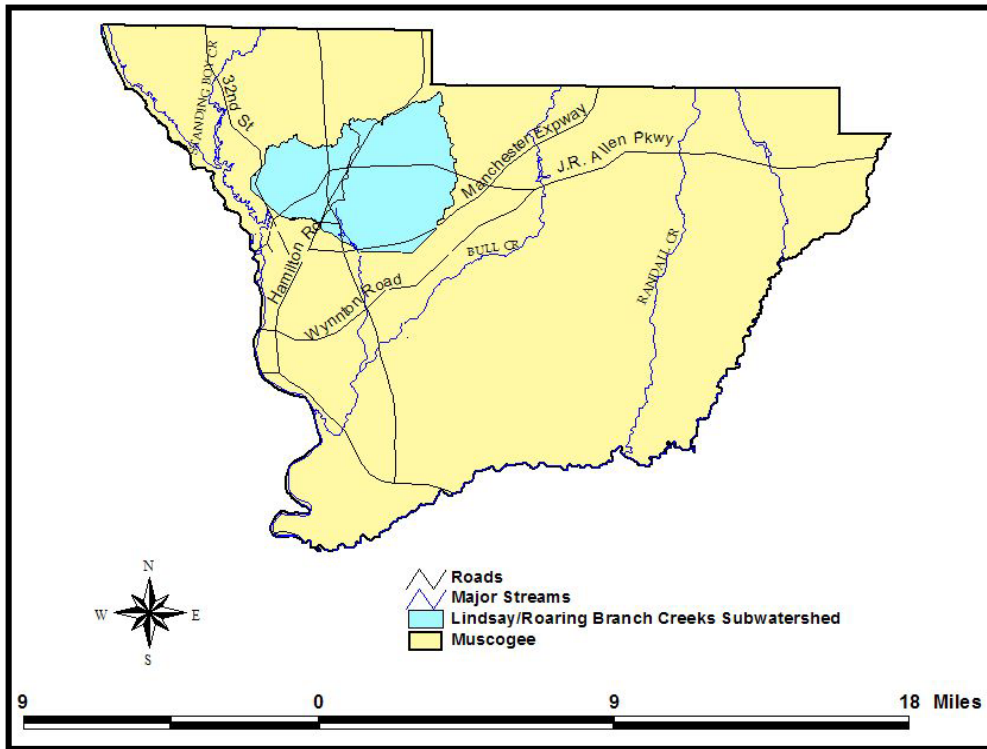 STANDING BOY CR
32nd St
Manchester Expway
J.R. Allen Pkwy
Hamilton Rd
BULL CR
RANDALL CR
Wynnton Road
N
W E
S
Roads
Major Streams
Lindsay/Roaring Branch Creeks Subwatershed
Muscogee
9 0 9 18 Miles